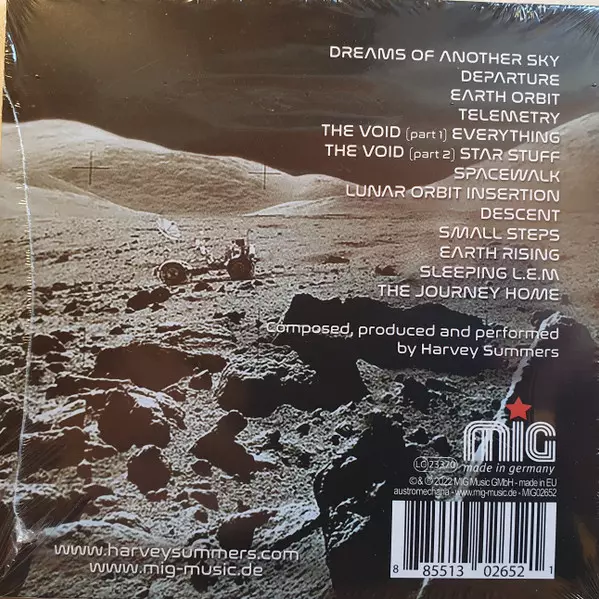 DREAMS OF ANOTHER SKY
DEPARTURE
EARTH ORBIT
TELEMETRY
THE VOID (part 1) EVERYTHING
THE VOID (part 2) STAR STUFF
SPACEWALK
LUNAR ORBIT INSERTION
DESCENT
SMALL STEPS
EARTH RISING
SLEEPING L.E.M
THE JOURNEY HOME
Composed, produced and performed
by Harvey Summers
MiG
made in germany
LC 23370
℗ & © 2022 MIG Music GmbH - made in EU
austromechana - www.mig-music.de - MIG02652
www.harveysummers.com
www.mig-music.de
8 85513 02652 1